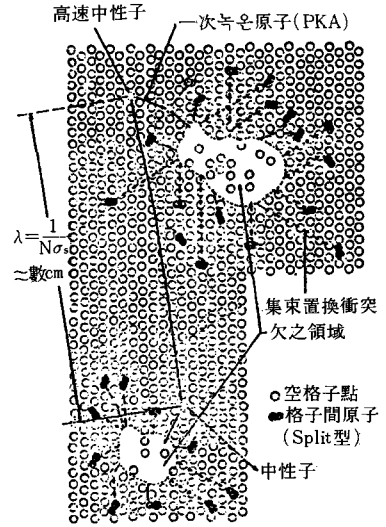 高速中性子
一次녹온原子(PKA)
λ=1/Nσs
≃數cm
集束置換衝突
欠之領域
空格子點
格子間原子
(Split型)
中性子